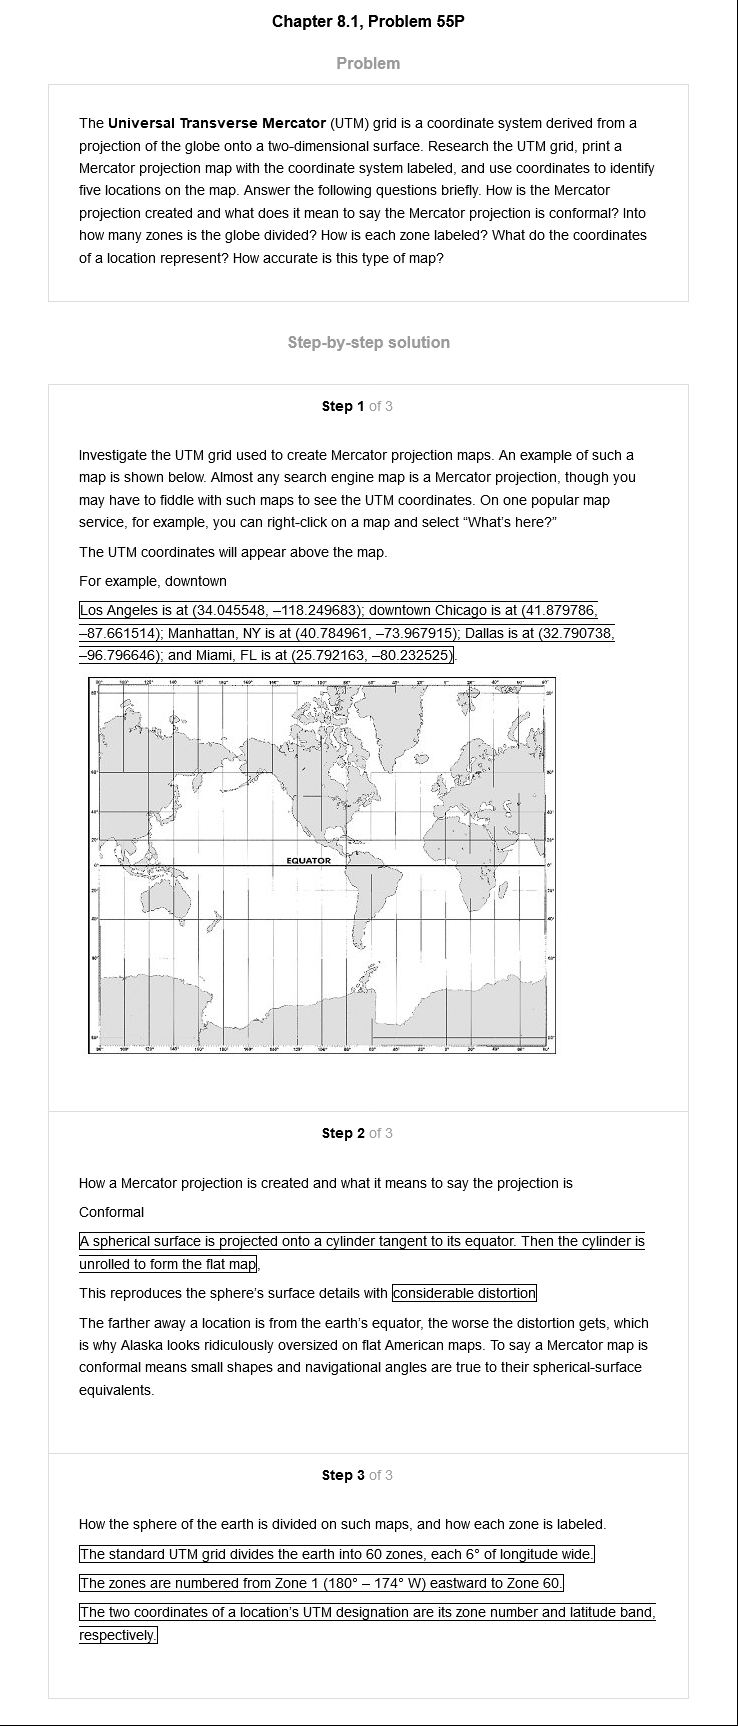 Chapter 8.1, Problem 55P
Problem
The Universal Transverse Mercator (UTM) grid is a coordinate system derived from a
projection of the globe onto a two-dimensional surface. Research the UTM grid, print a
Mercator projection map with the coordinate system labeled, and use coordinates to identify
five locations on the map. Answer the following questions briefly. How is the Mercator
projection created and what does it mean to say the Mercator projection is conformal? Into
how many zones is the globe divided? How is each zone labeled? What do the coordinates
of a location represent? How accurate is this type of map?
Step-by-step solution
Step 1 of 3
Investigate the UTM grid used to create Mercator projection maps. An example of such a
map is shown below. Almost any search engine map is a Mercator projection, though you
may have to fiddle with such maps to see the UTM coordinates. On one popular map
service, for example, you can right-click on a map and select “What’s here?”
The UTM coordinates will appear above the map.
For example, downtown
Los Angeles is at (34.045548, –118.249683); downtown Chicago is at (41.879786,
–87.661514); Manhattan, NY is at (40.784961, –73.967915); Dallas is at (32.790738,
–96.796646); and Miami, FL is at (25.792163, –80.232525).
EQUATOR
Step 2 of 3
How a Mercator projection is created and what it means to say the projection is
Conformal
A spherical surface is projected onto a cylinder tangent to its equator. Then the cylinder is
unrolled to form the flat map,
This reproduces the sphere’s surface details with considerable distortion
The farther away a location is from the earth’s equator, the worse the distortion gets, which
is why Alaska looks ridiculously oversized on flat American maps. To say a Mercator map is
conformal means small shapes and navigational angles are true to their spherical-surface
equivalents.
Step 3 of 3
How the sphere of the earth is divided on such maps, and how each zone is labeled.
The standard UTM grid divides the earth into 60 zones, each 6° of longitude wide.
The zones are numbered from Zone 1 (180° – 174° W) eastward to Zone 60.
The two coordinates of a location’s UTM designation are its zone number and latitude band,
respectively.